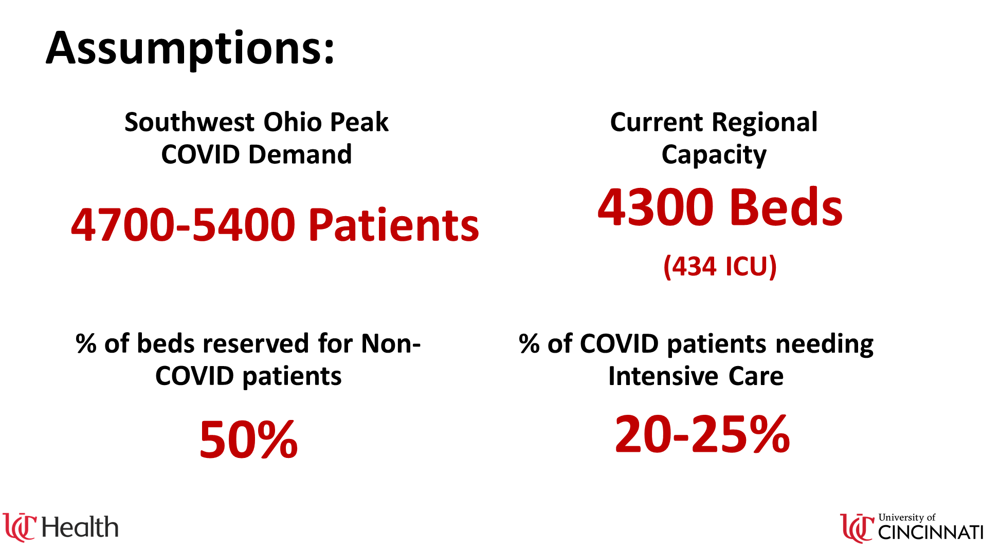 Assumptions:
Southwest Ohio Peak
COVID Demand
4700-5400 Patients
Current Regional
Capacity
4300 Beds
(434 ICU)
% of beds reserved for Non-
COVID patients
50%
% of COVID patients needing
Intensive Care
20-25%
UC Health
UC University of
CINCINNATI